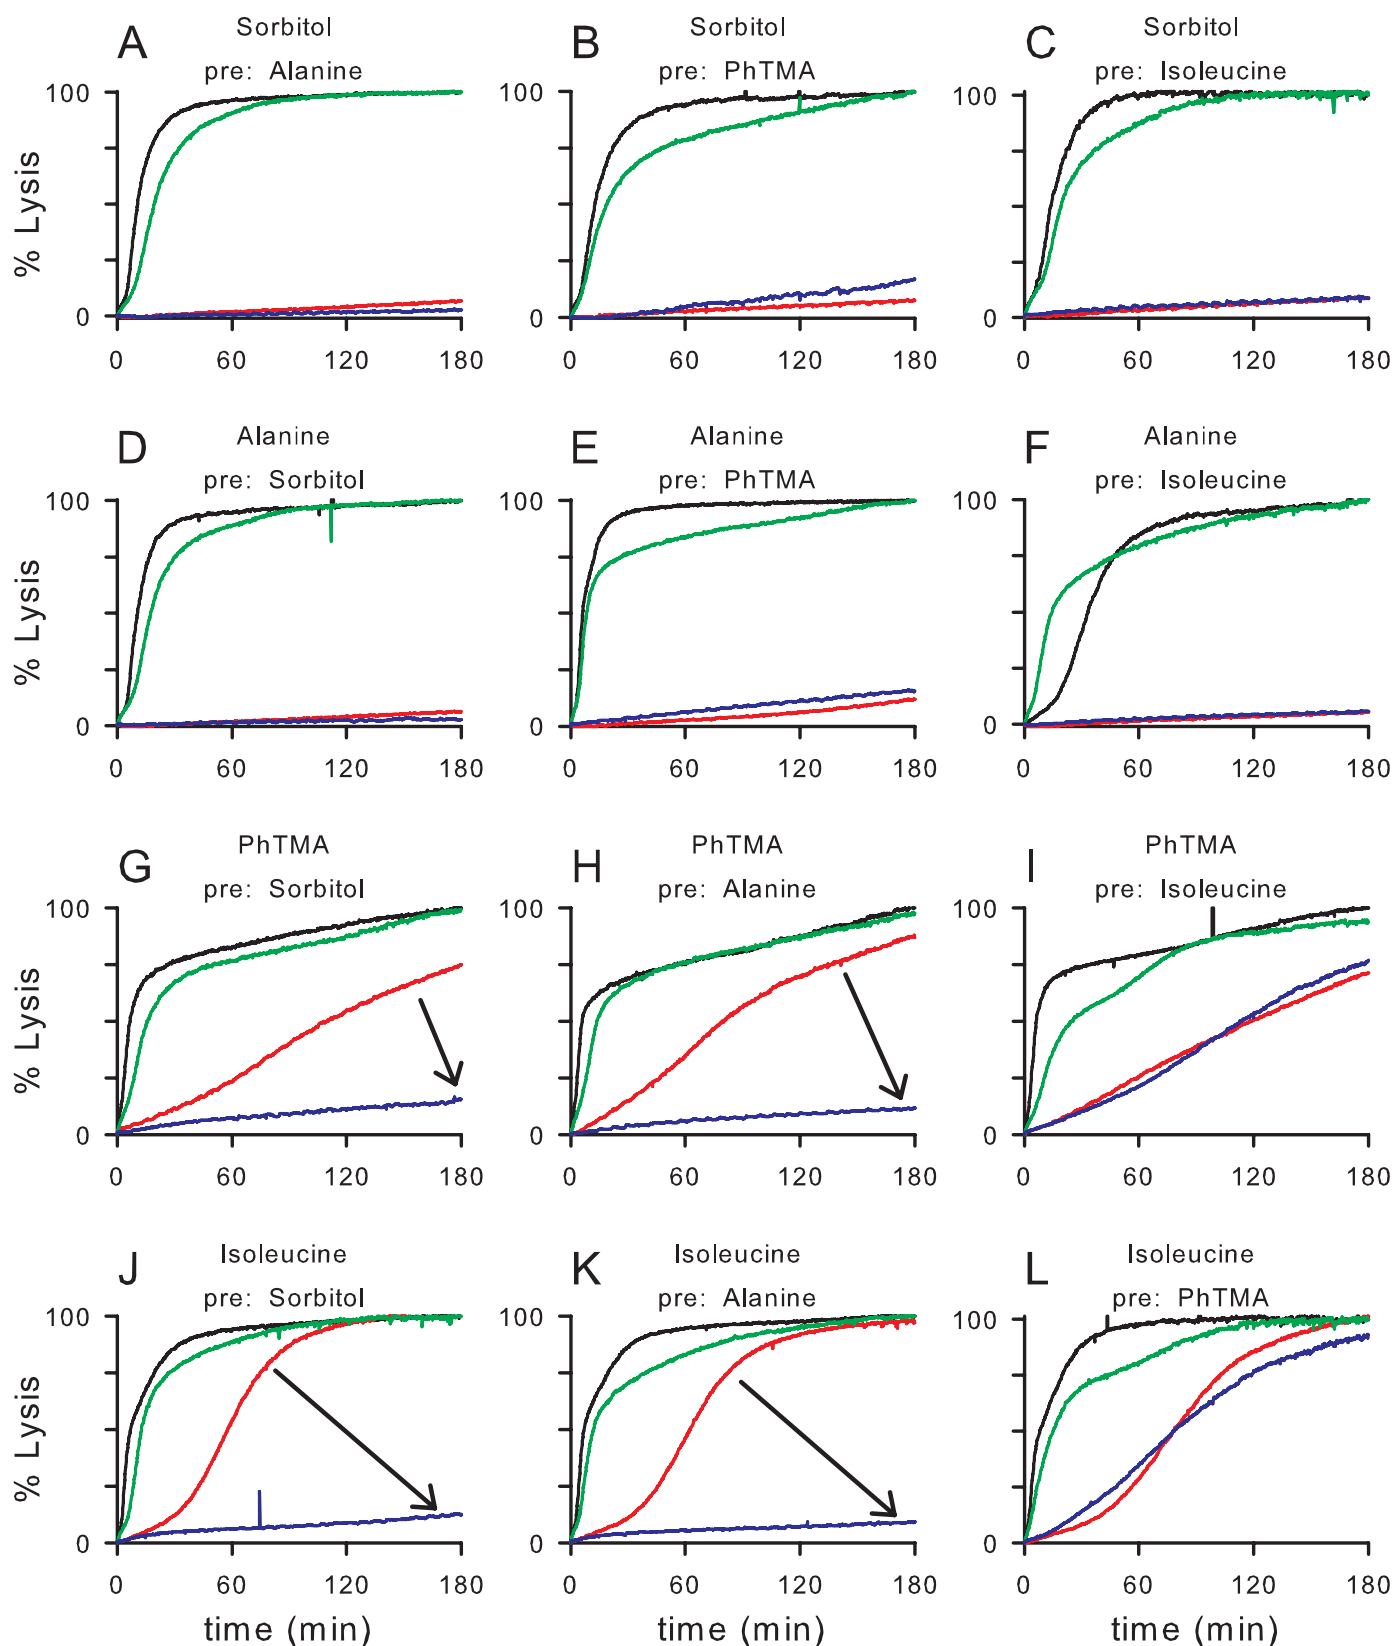 A Sorbitol
pre: Alanine
B Sorbitol
pre: PhTMA
C Sorbitol
pre: Isoleucine
% Lysis
100
0
0 60 120 180
100
0
0 60 120 180
100
0
0 60 120 180
D Alanine
pre: Sorbitol
E Alanine
pre: PhTMA
F Alanine
pre: Isoleucine
% Lysis
100
0
0 60 120 180
100
0
0 60 120 180
100
0
0 60 120 180
G PhTMA
pre: Sorbitol
H PhTMA
pre: Alanine
I PhTMA
pre: Isoleucine
% Lysis
100
0
0 60 120 180
100
0
0 60 120 180
100
0
0 60 120 180
J Isoleucine
pre: Sorbitol
K Isoleucine
pre: Alanine
L Isoleucine
pre: PhTMA
% Lysis
100
0
0 60 120 180
100
0
0 60 120 180
100
0
0 60 120 180
time (min)
time (min)
time (min)